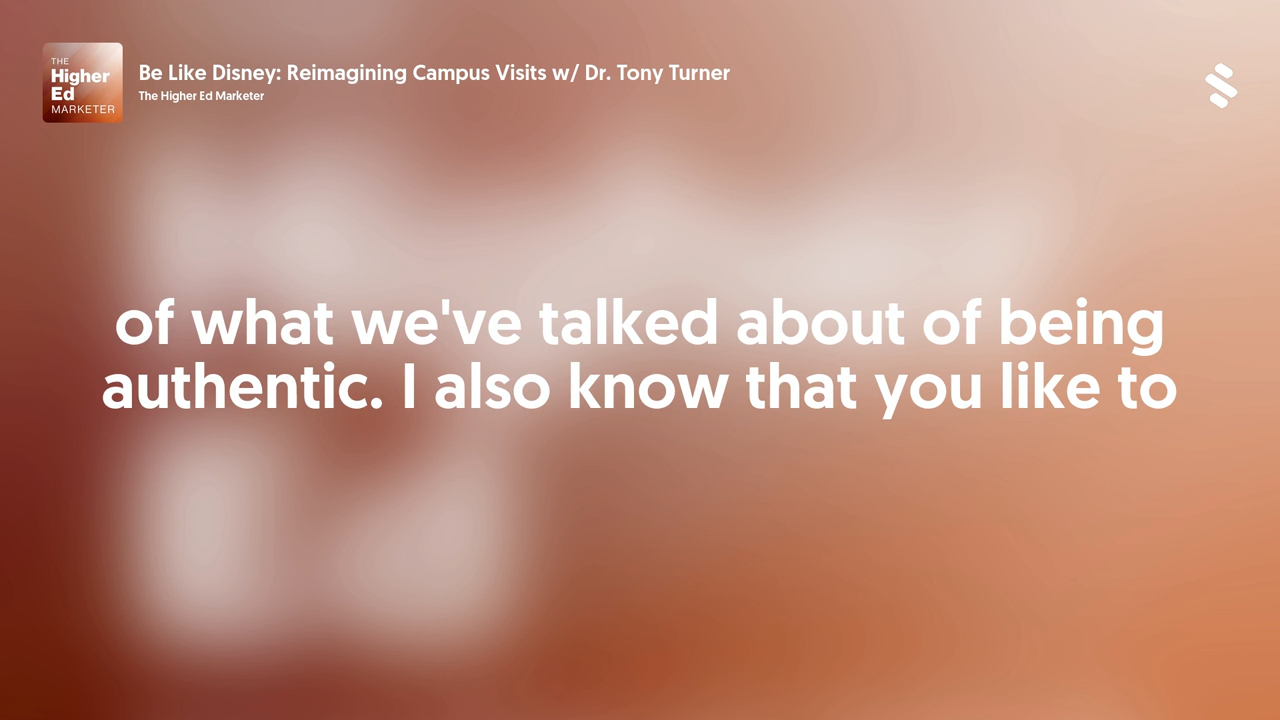 THE
Higher
Ed
MARKETER
Be Like Disney: Reimagining Campus Visits w/ Dr. Tony Turner
The Higher Ed Marketer
of what we've talked about of being
authentic. I also know that you like to